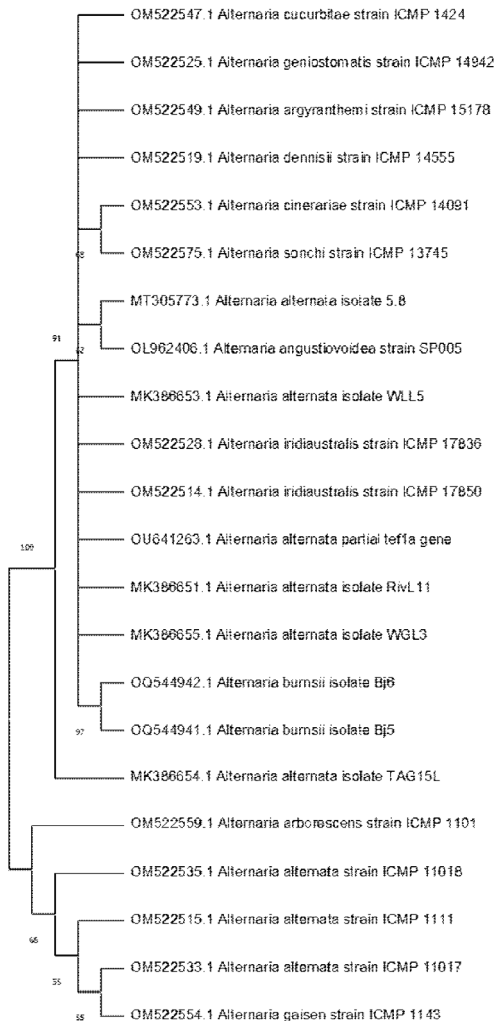 OM522547.1 Alternaria cucurbitae strain ICMP 1424
OM522525.1 Alternaria geniostomatis strain ICMP 14942
OM522549.1 Alternaria argyranthemi strain ICMP 15178
OM522519.1 Alternaria dennisii strain ICMP 14555
OM522553.1 Alternaria cinerariae strain ICMP 14091
OM522575.1 Alternaria sonchi strain ICMP 13745
68
MT305773.1 Alternaria alternata isolate 5.8
91
62
OL962406.1 Alternaria angustiovoidea strain SP005
MK386653.1 Alternaria alternata isolate WLL5
OM522528.1 Alternaria iridiaustralis strain ICMP 17836
OM522514.1 Alternaria iridiaustralis strain ICMP 17850
OU641263.1 Alternaria alternata partial tef1a gene
100
MK386651.1 Alternaria alternata isolate RivL11
MK386655.1 Alternaria alternata isolate WGL3
OQ544942.1 Alternaria burnsii isolate Bj6
97
OQ544941.1 Alternaria burnsii isolate Bj5
MK386654.1 Alternaria alternata isolate TAG15L
OM522559.1 Alternaria arborescens strain ICMP 1101
OM522535.1 Alternaria alternata strain ICMP 11018
OM522515.1 Alternaria alternata strain ICMP 1111
OM522533.1 Alternaria alternata strain ICMP 11017
OM522554.1 Alternaria gaisen strain ICMP 1143